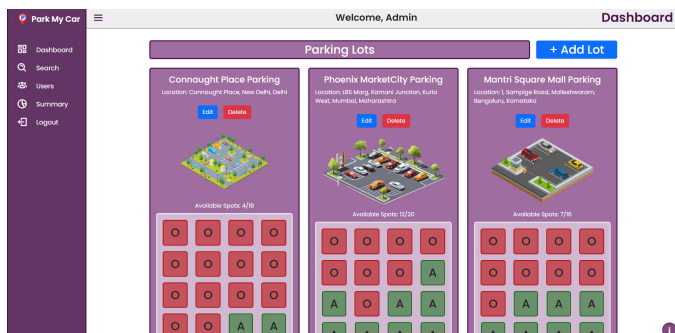 Park My Car
Welcome, Admin
Dashboard
Dashboard
Search
Users
Summary
Logout
Parking Lots
+ Add Lot
Connaught Place Parking
Location: Connaught Place, New Delhi, Delhi
Edit Delete
Available Spots: 4/18
O O O O
O O O O
O O O O
O O A A
Phoenix MarketCity Parking
Location: LBS Marg, Kamani Junction, Kurla
West, Mumbai, Maharashtra
Edit Delete
Available Spots: 12/20
O O O O
O O O A
A O A A
Mantri Square Mall Parking
Location: 1, Sampige Road, Malleshwaram,
Bengaluru, Karnataka
Edit Delete
Available Spots: 7/16
O O O O
O O O O
O A A A